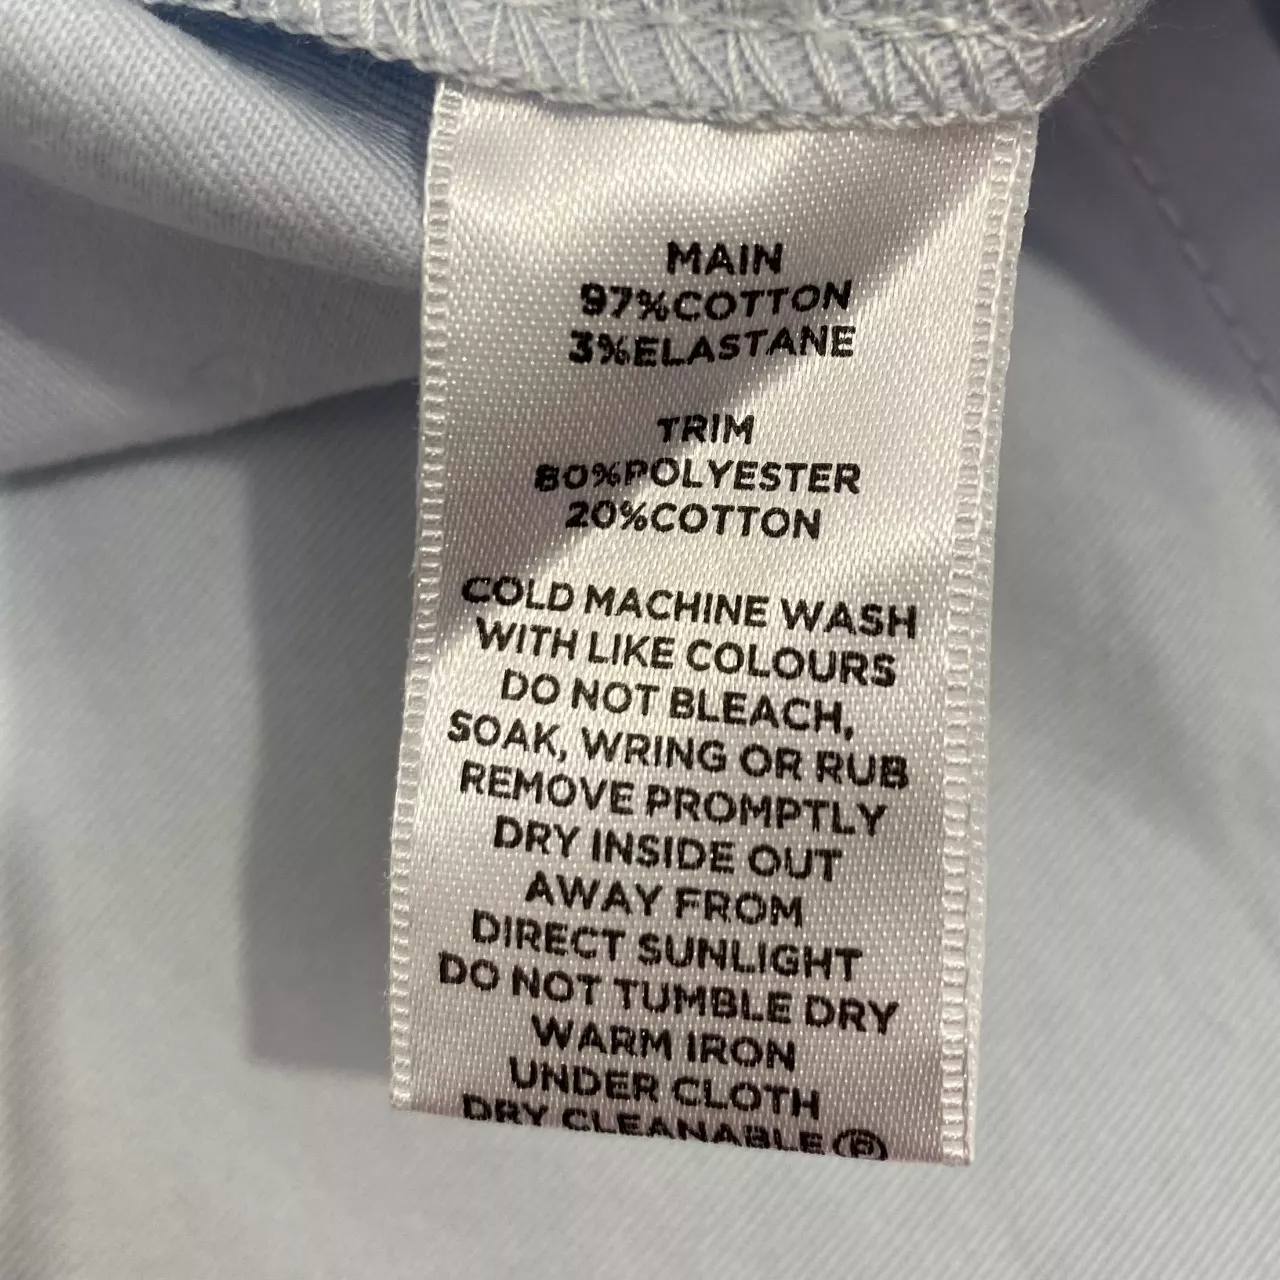 MAIN
97%COTTON
3%ELASTANE
TRIM
80%POLYESTER
20%COTTON
COLD MACHINE WASH
WITH LIKE COLOURS
DO NOT BLEACH,
SOAK, WRING OR RUB
REMOVE PROMPTLY
DRY INSIDE OUT
AWAY FROM
DIRECT SUNLIGHT
DO NOT TUMBLE DRY
WARM IRON
UNDER CLOTH
DRY CLEANABLE Ⓟ